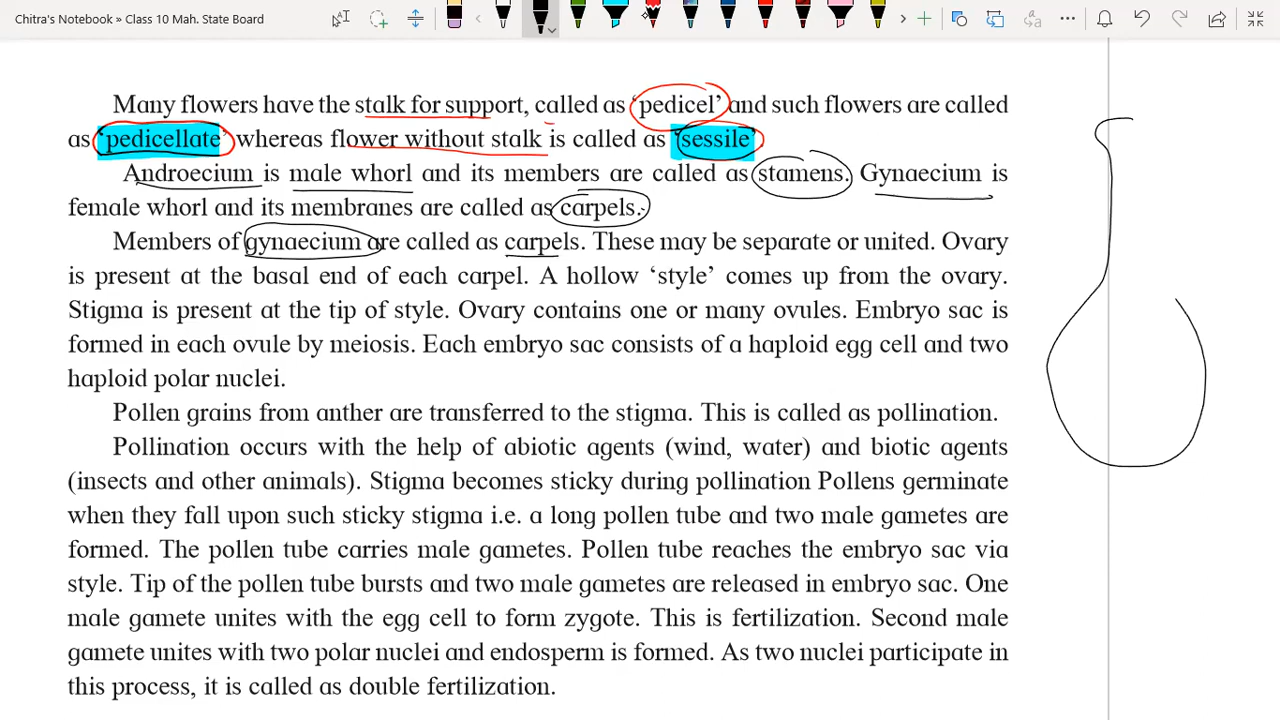 Chitra's Notebook » Class 10 Mah. State Board
Many flowers have the stalk for support, called as ‘pedicel’ and such flowers are called
as ‘pedicellate’ whereas flower without stalk is called as ‘sessile’
Androecium is male whorl and its members are called as stamens. Gynaecium is
female whorl and its membranes are called as carpels.
Members of gynaecium are called as carpels. These may be separate or united. Ovary
is present at the basal end of each carpel. A hollow ‘style’ comes up from the ovary.
Stigma is present at the tip of style. Ovary contains one or many ovules. Embryo sac is
formed in each ovule by meiosis. Each embryo sac consists of a haploid egg cell and two
haploid polar nuclei.
Pollen grains from anther are transferred to the stigma. This is called as pollination.
Pollination occurs with the help of abiotic agents (wind, water) and biotic agents
(insects and other animals). Stigma becomes sticky during pollination Pollens germinate
when they fall upon such sticky stigma i.e. a long pollen tube and two male gametes are
formed. The pollen tube carries male gametes. Pollen tube reaches the embryo sac via
style. Tip of the pollen tube bursts and two male gametes are released in embryo sac. One
male gamete unites with the egg cell to form zygote. This is fertilization. Second male
gamete unites with two polar nuclei and endosperm is formed. As two nuclei participate in
this process, it is called as double fertilization.